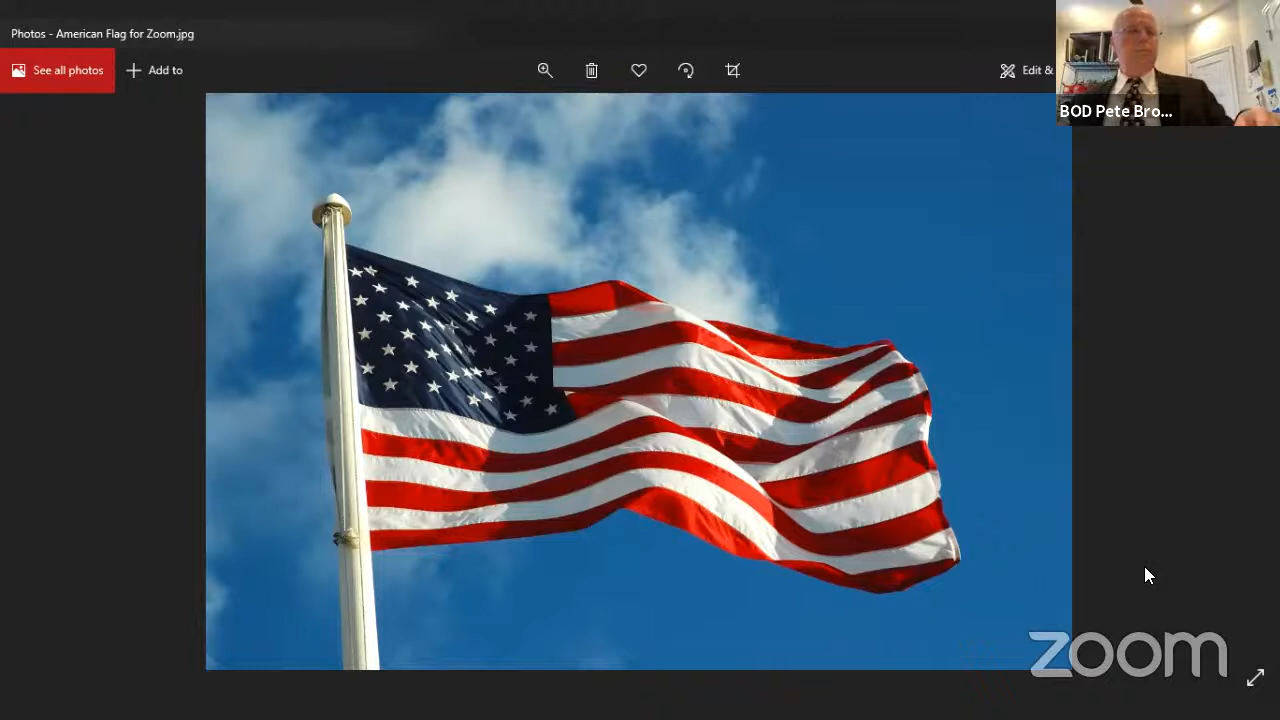 Photos - American Flag for Zoom.jpg
See all photos
Add to
Edit &
BOD Pete Bro...
zoom